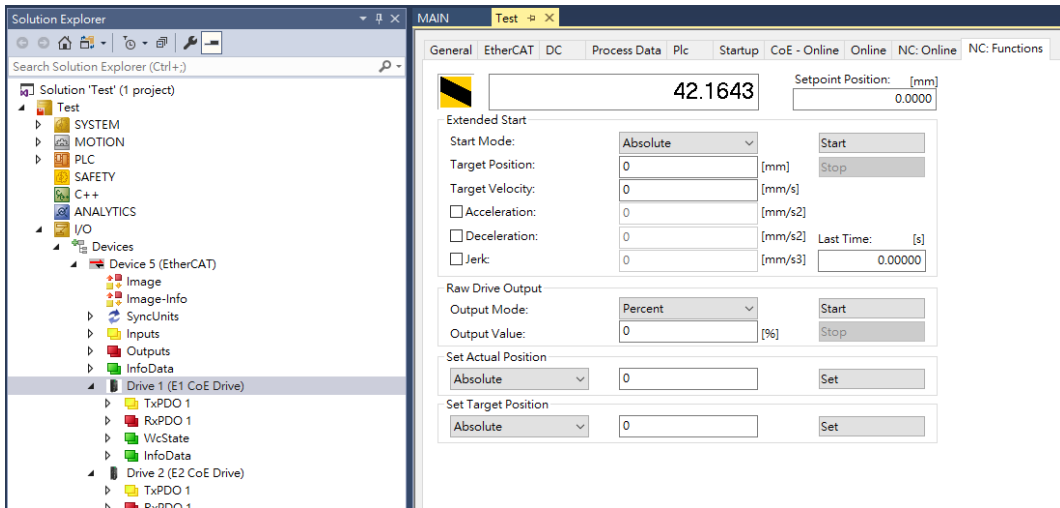 Solution Explorer
Search Solution Explorer (Ctrl+;)
Solution 'Test' (1 project)
Test
SYSTEM
MOTION
PLC
SAFETY
C++
ANALYTICS
I/O
Devices
Device 5 (EtherCAT)
Image
Image-Info
SyncUnits
Inputs
Outputs
InfoData
Drive 1 (E1 CoE Drive)
TxPDO 1
RxPDO 1
WcState
InfoData
Drive 2 (E2 CoE Drive)
TxPDO 1
RxPDO 1
MAIN Test
General EtherCAT DC Process Data Plc Startup CoE - Online Online NC: Online NC: Functions
42.1643
Setpoint Position: [mm]
0.0000
Extended Start
Start Mode: Absolute Start
Target Position: 0 [mm] Stop
Target Velocity: 0 [mm/s]
Acceleration: 0 [mm/s2]
Deceleration: 0 [mm/s2] Last Time: [s]
Jerk: 0 [mm/s3] 0.00000
Raw Drive Output
Output Mode: Percent Start
Output Value: 0 [%] Stop
Set Actual Position
Absolute 0 Set
Set Target Position
Absolute 0 Set